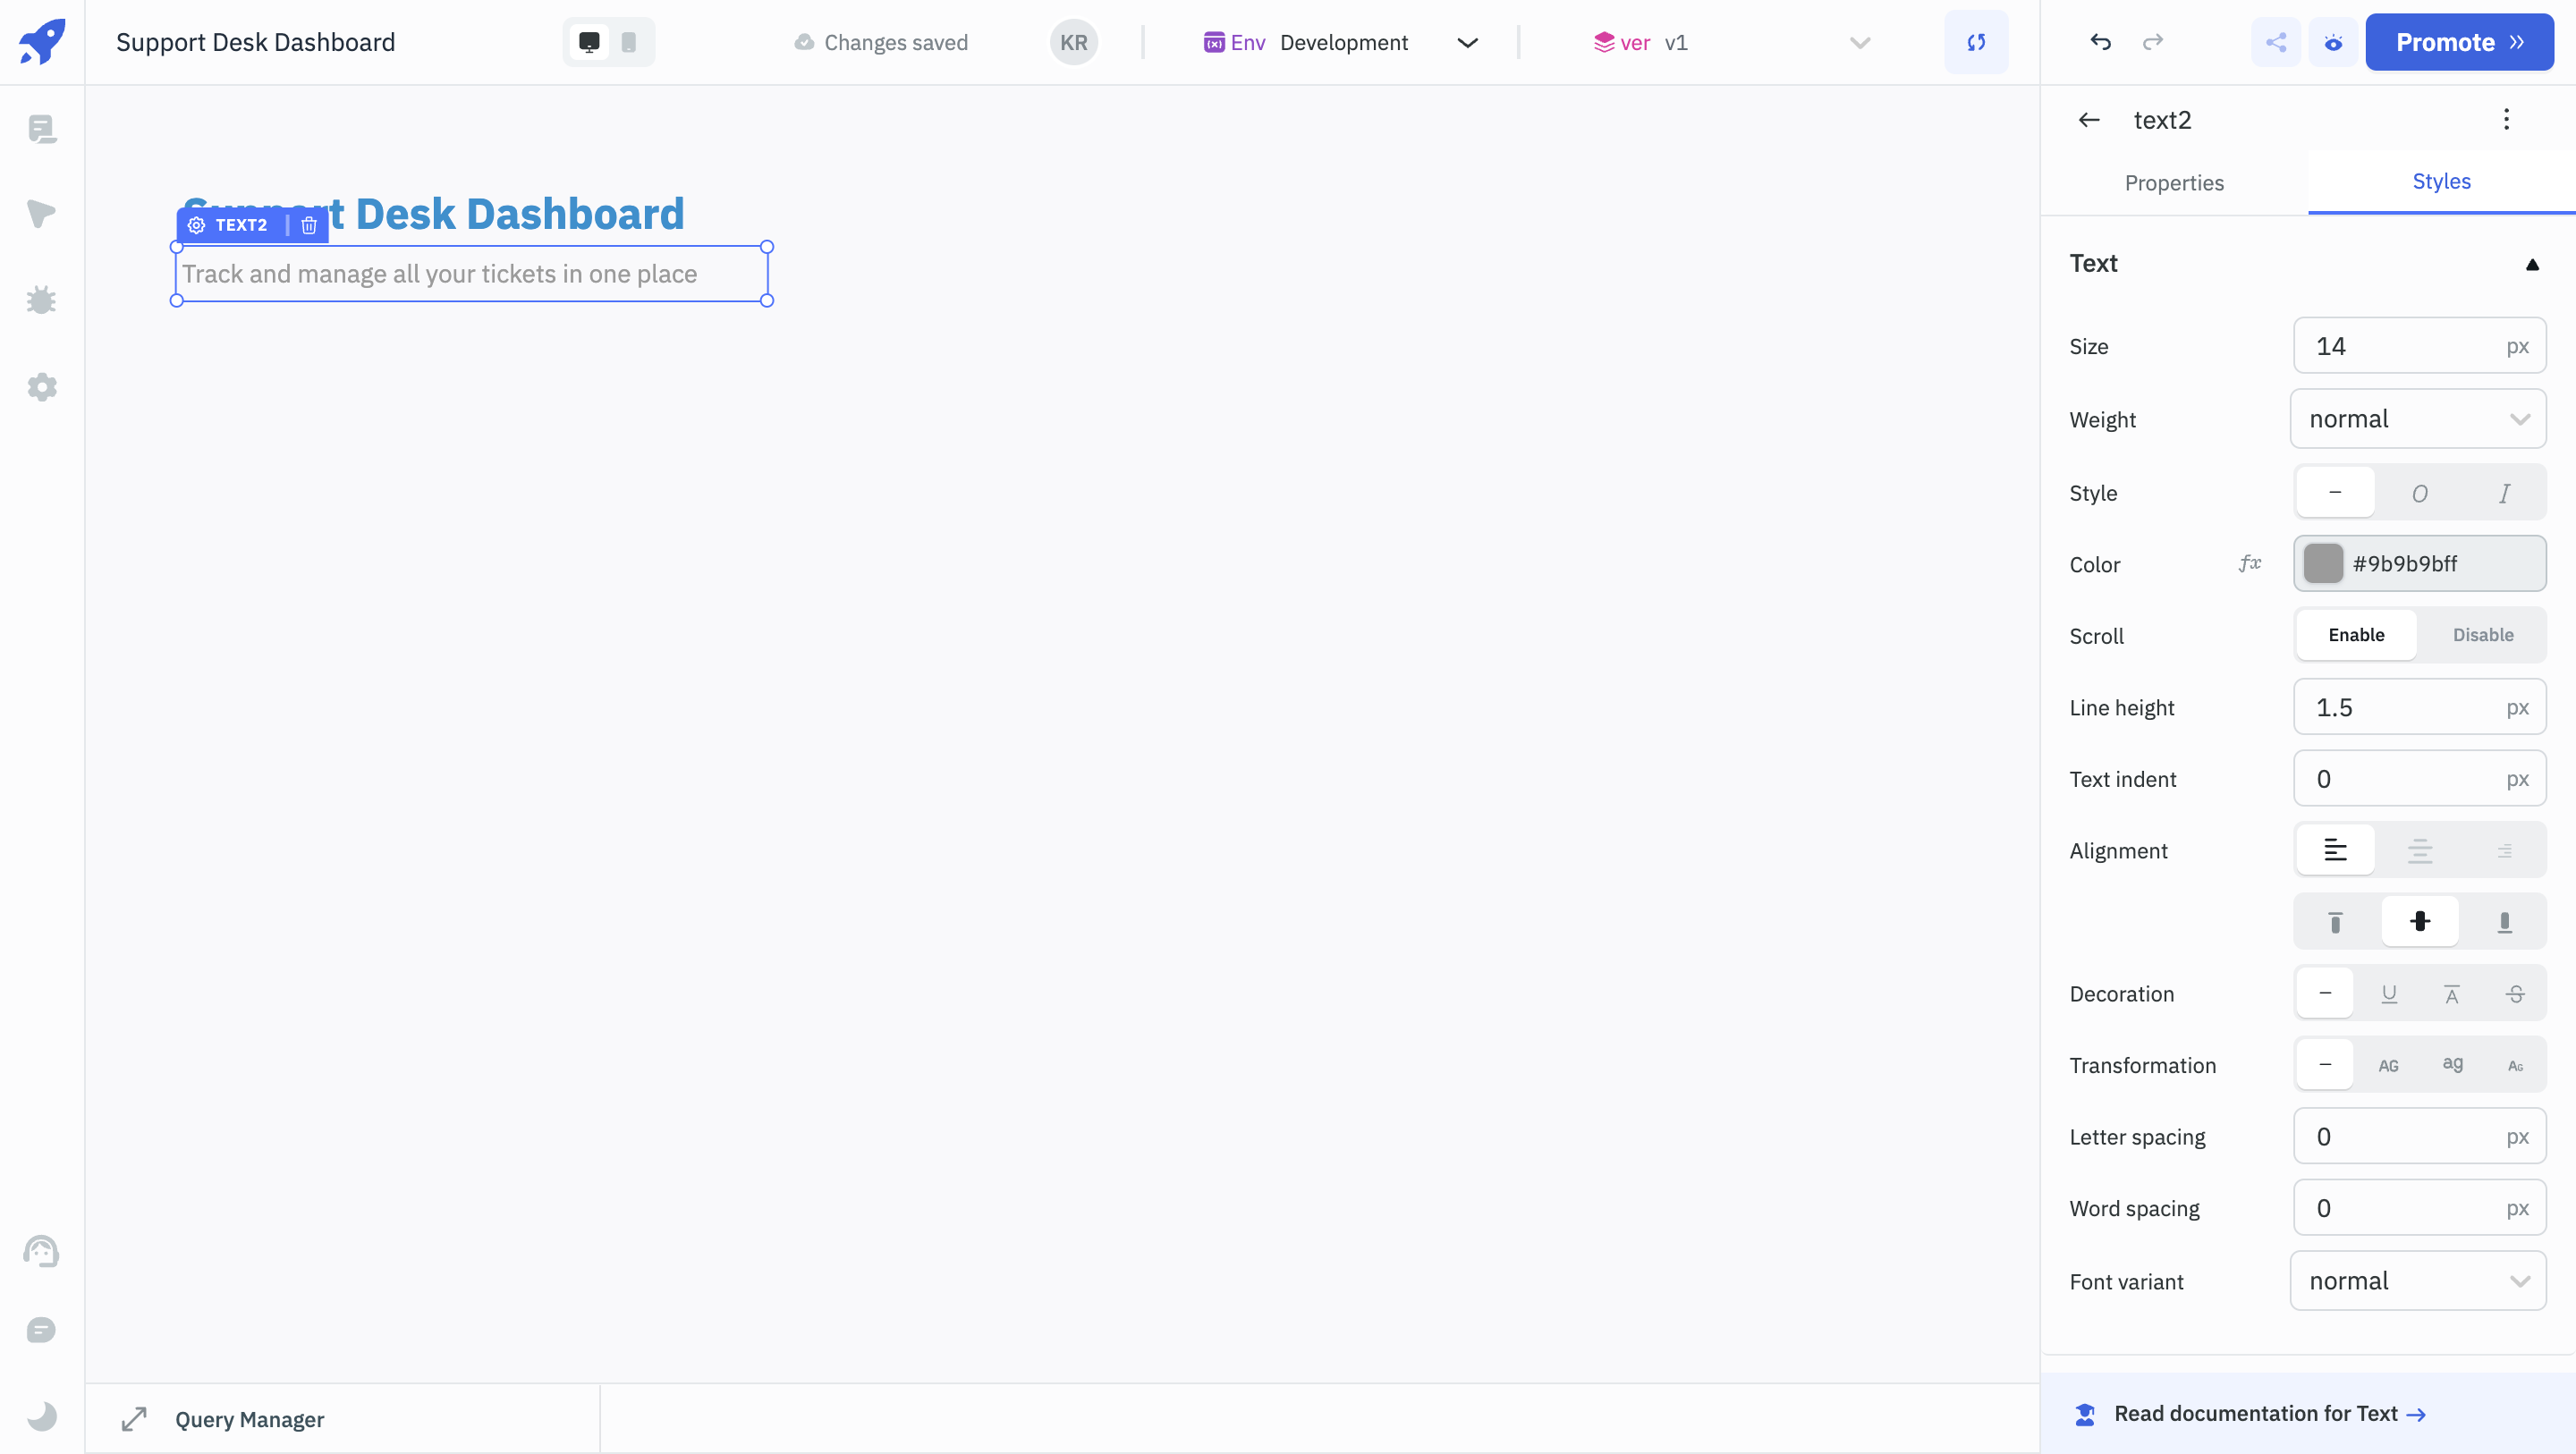 Support Desk Dashboard
Changes saved
KR
Env Development
ver v1
Promote
text2
Properties
Styles
Support Desk Dashboard
TEXT2
Track and manage all your tickets in one place
Text
Size 14 px
Weight normal
Style – O I
Color fx #9b9b9bff
Scroll Enable Disable
Line height 1.5 px
Text indent 0 px
Alignment
Decoration – U A S
Transformation – AG ag AG
Letter spacing 0 px
Word spacing 0 px
Font variant normal
Query Manager
Read documentation for Text →